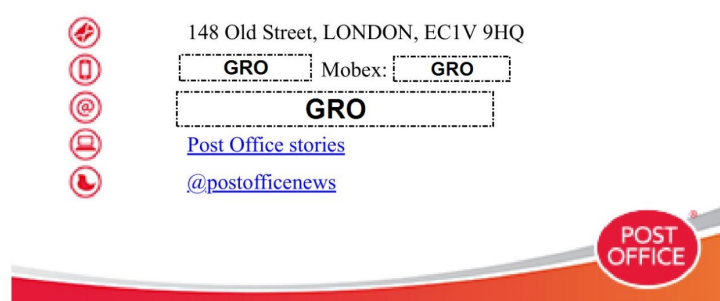 148 Old Street, LONDON, EC1V 9HQ
GRO Mobex: GRO
GRO
Post Office stories
@postofficenews
POST
OFFICE
®